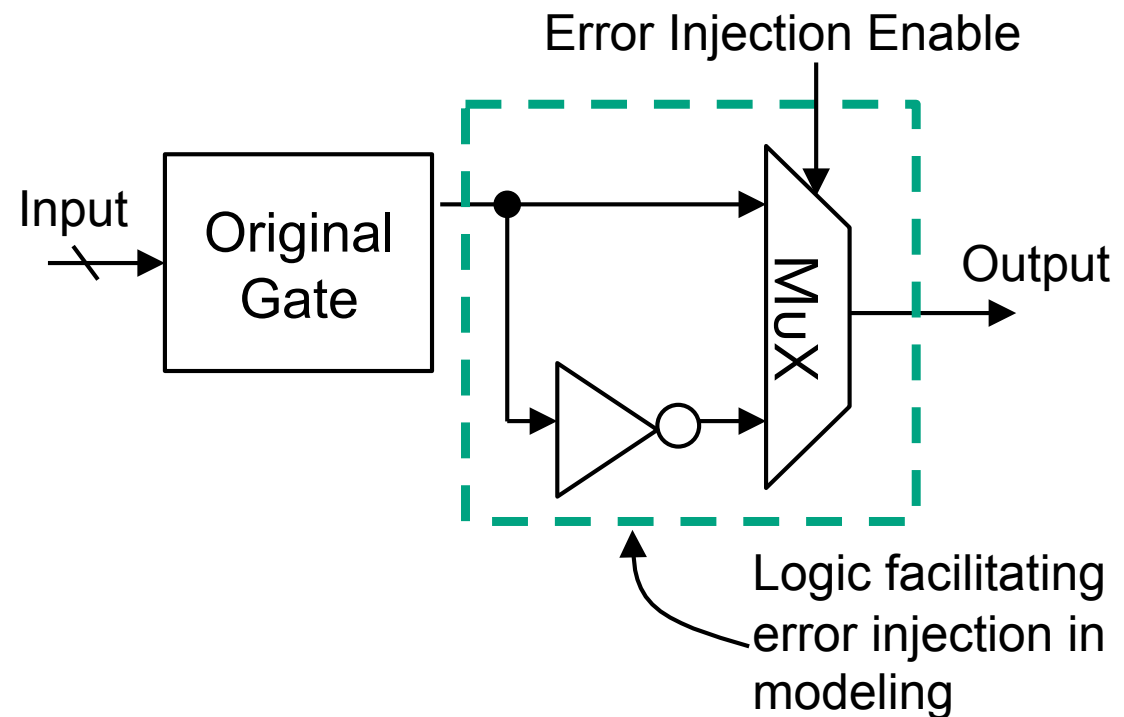 Error Injection Enable
Input
Original
Gate
MuX
Output
Logic facilitating
error injection in
modeling